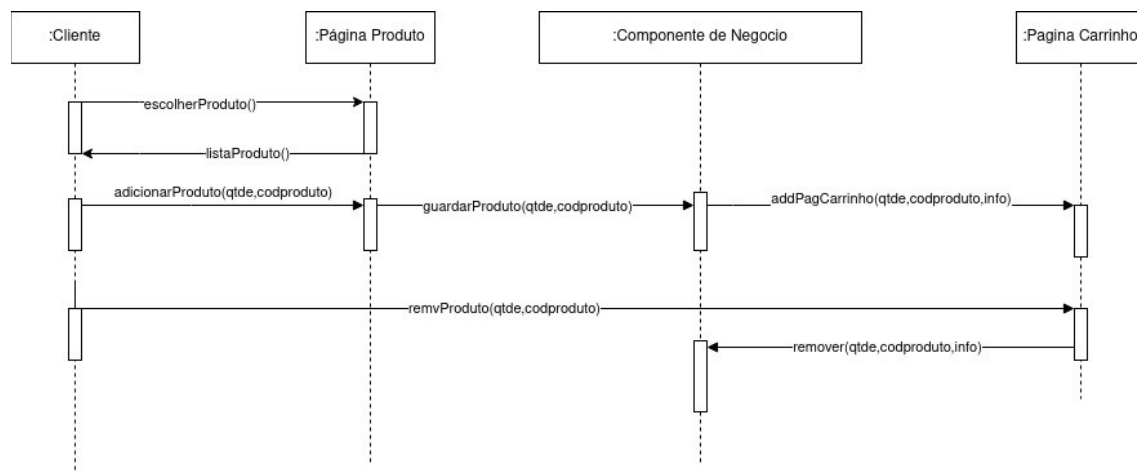 :Cliente
:Página Produto
:Componente de Negocio
:Pagina Carrinho
escolherProduto()
listaProduto()
adicionarProduto(qtde,codproduto)
guardarProduto(qtde,codproduto)
addPagCarrinho(qtde,codproduto,info)
remvProduto(qtde,codproduto)
remover(qtde,codproduto,info)